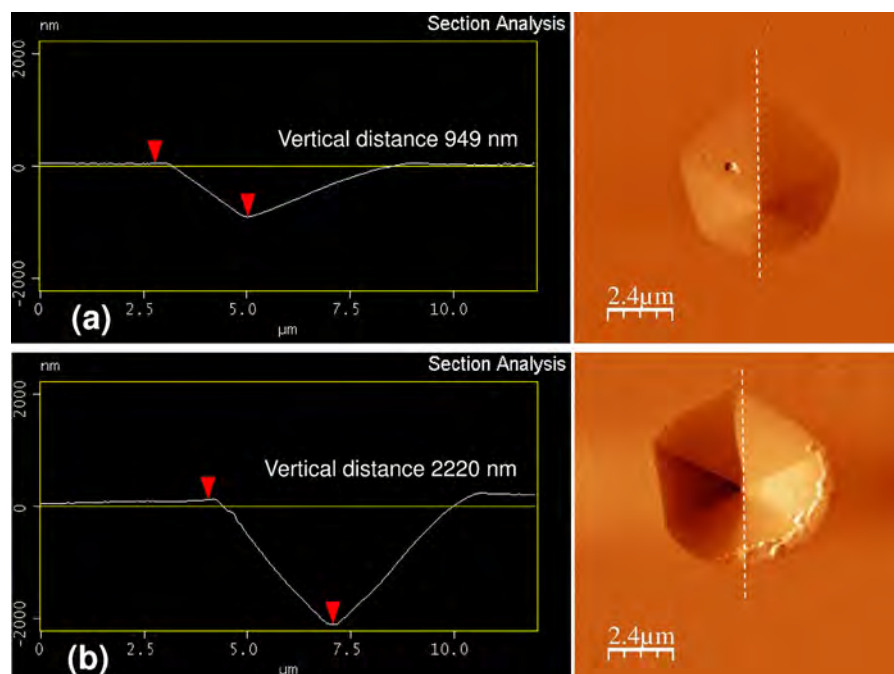 nm
Section Analysis
2000
Vertical distance 949 nm
0
-2000
0
2.5
5.0
7.5
10.0
µm
(a)
2.4µm
nm
Section Analysis
2000
Vertical distance 2220 nm
0
-2000
0
2.5
5.0
7.5
10.0
µm
(b)
2.4µm